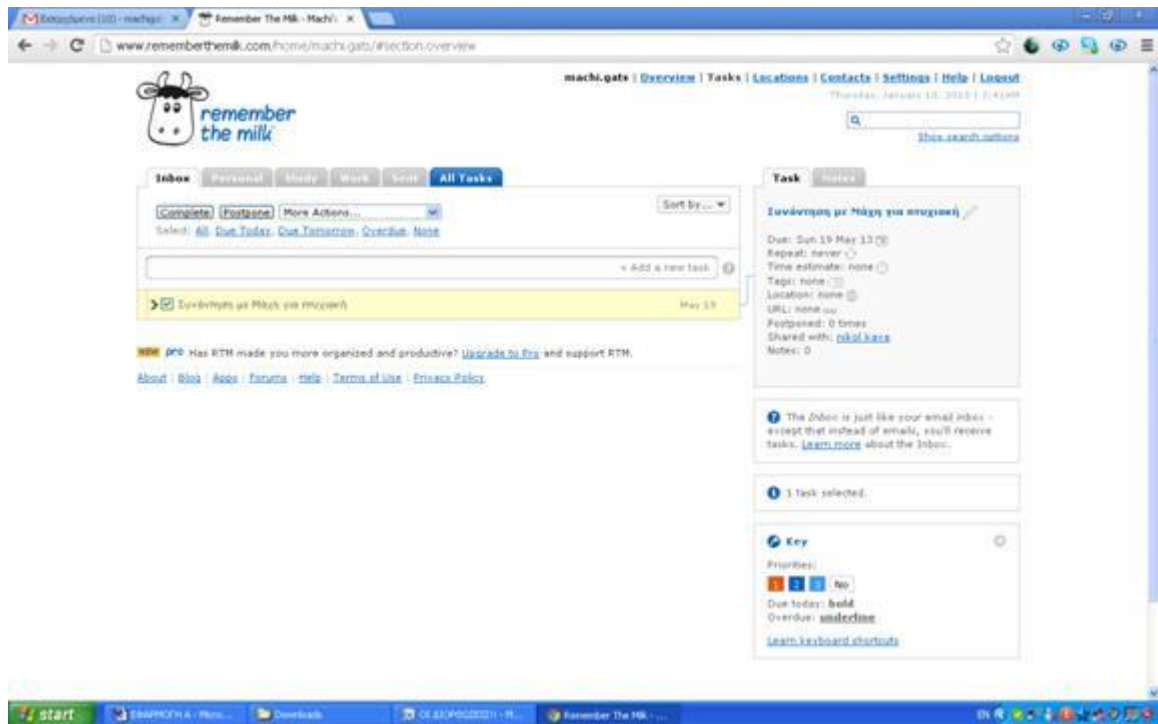 Remember The Milk - Machi's
www.rememberthemilk.com/home/machi.gats/#section.overview
remember
the milk
machi.gats | Overview | Tasks | Locations | Contacts | Settings | Help | Logout
Show search options
Inbox Personal Study Work Sent All Tasks
Complete Postpone More Actions...
Sort by...
Select: All, Due Today, Due Tomorrow, Overdue, None
+ Add a new task
Συνάντηση με Μάχη για πτυχιακή May 19
NEW pro Has RTM made you more organized and productive? Upgrade to Pro and support RTM.
About | Blog | Apps | Forums | Help | Terms of Use | Privacy Policy
Task Notes
Συνάντηση με Μάχη για πτυχιακή
Due: Sun 19 May 13
Repeat: never
Time estimate: none
Tags: none
Location: none
URL: none
Postponed: 0 times
Shared with: nikol kava
Notes: 0
The Inbox is just like your email inbox -
except that instead of emails, you'll receive
tasks. Learn more about the Inbox.
1 task selected.
Key
Priorities:
1 2 3 No
Due today: bold
Overdue: underline
Learn keyboard shortcuts
start
Downloads
Remember The Milk - ...
EN